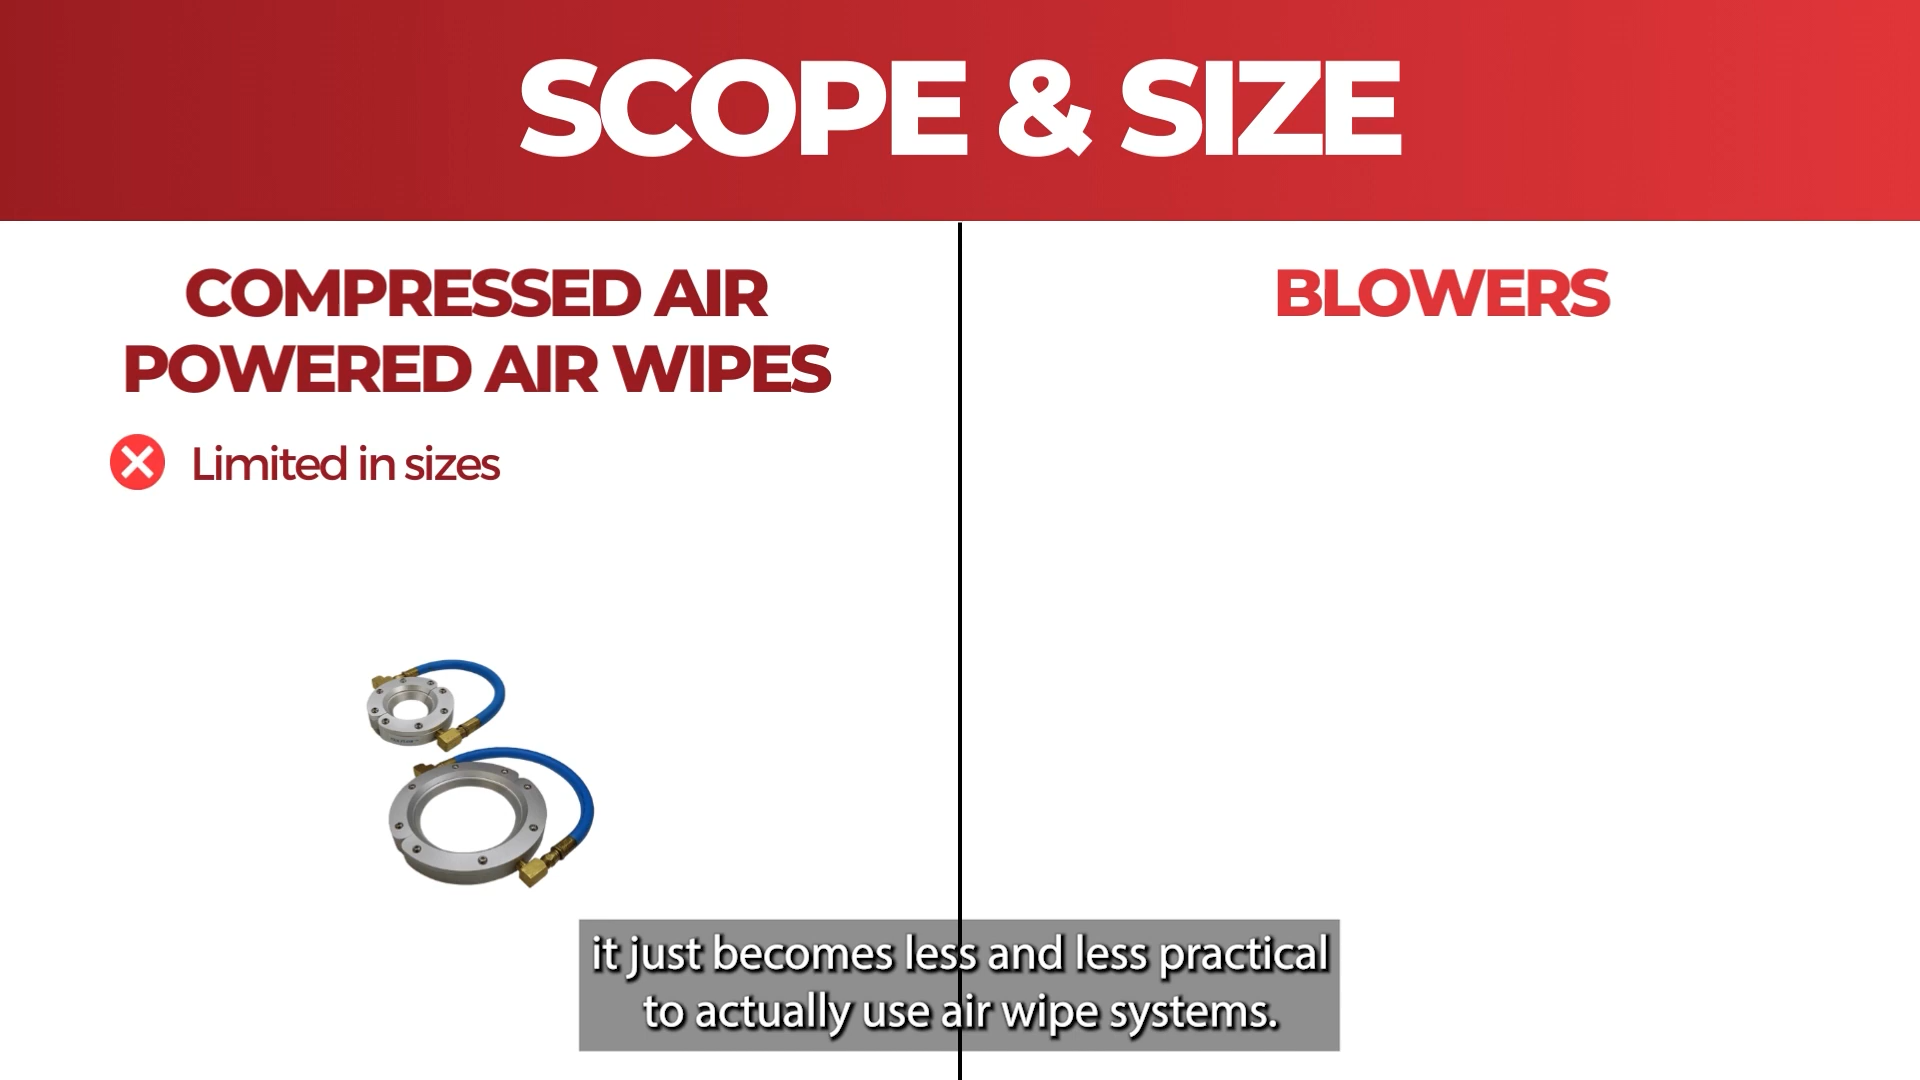 SCOPE & SIZE
COMPRESSED AIR
POWERED AIR WIPES
Limited in sizes
BLOWERS
it just becomes less and less practical
to actually use air wipe systems.